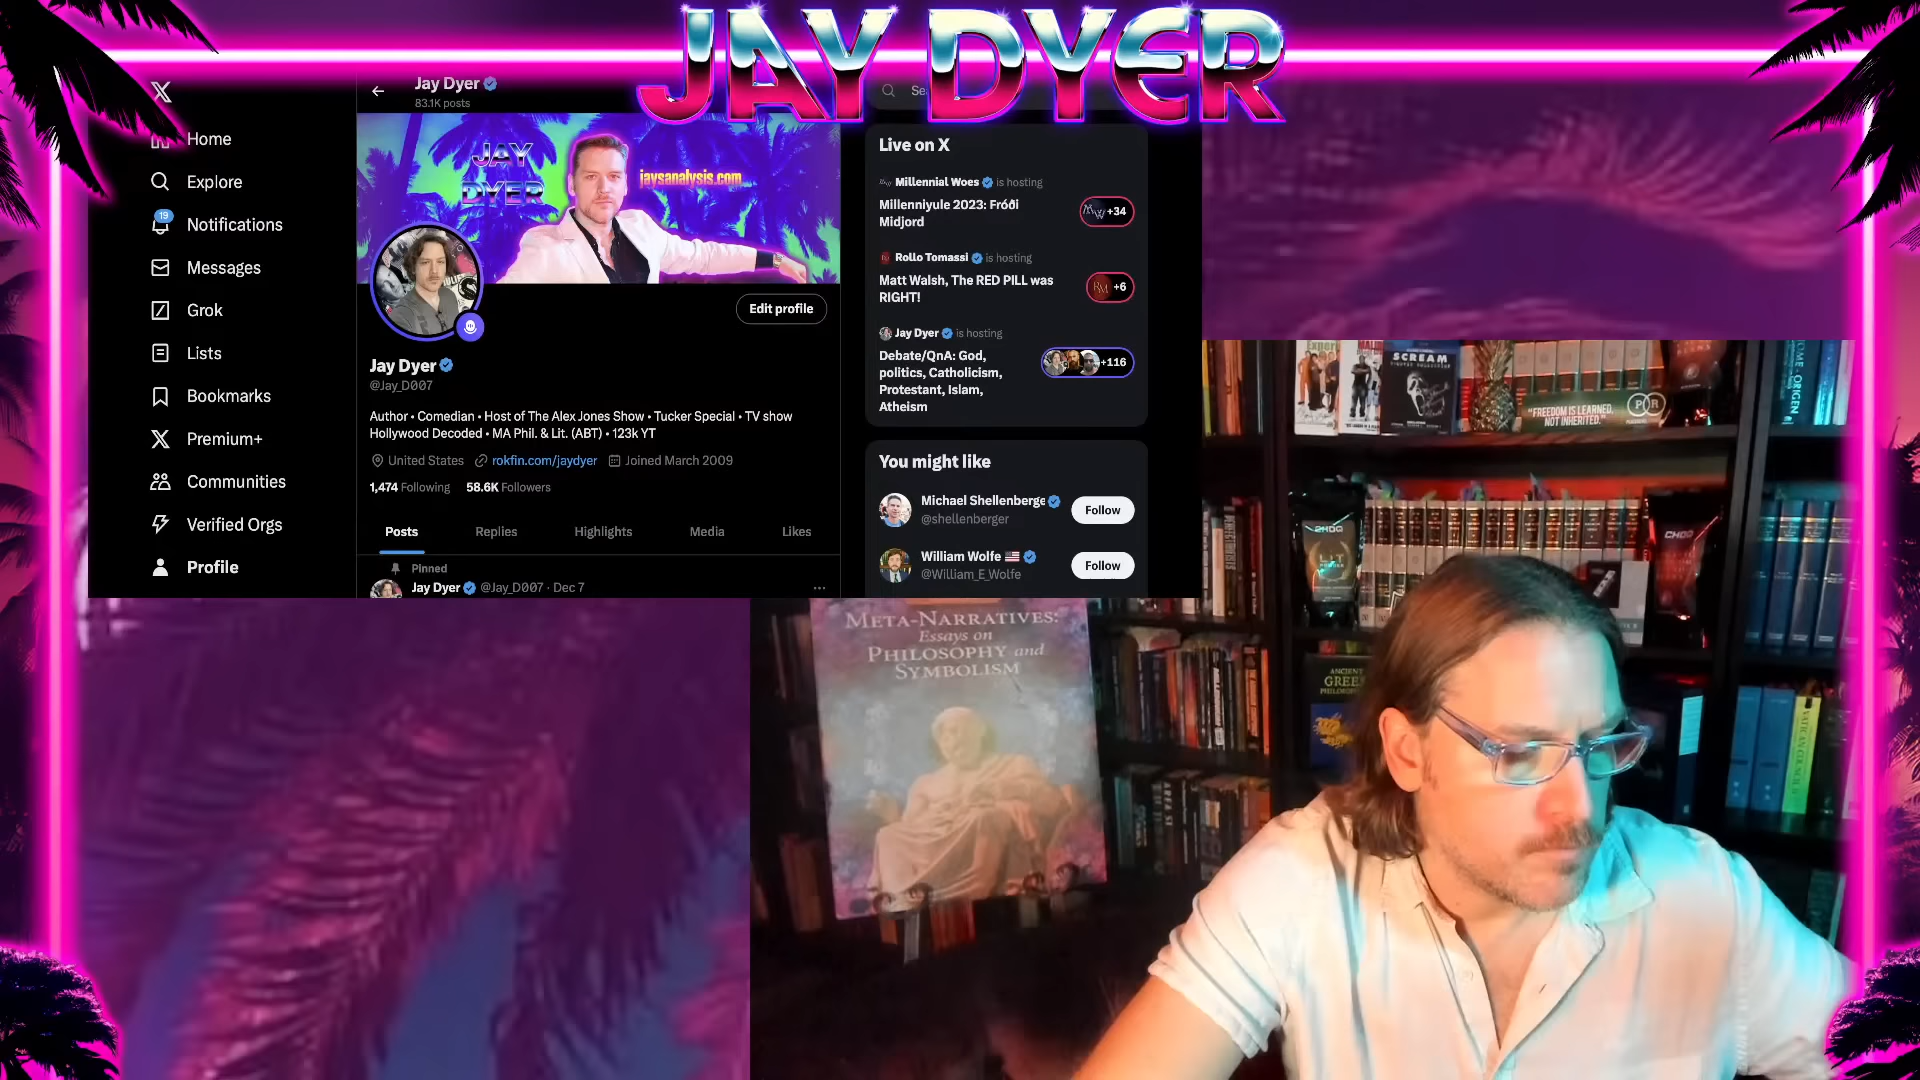 JAY DYER
Home
Explore
19
Notifications
Messages
Grok
Lists
Bookmarks
Premium+
Communities
Verified Orgs
Profile
Jay Dyer
83.1K posts
JAY
DYER
jaysanalysis.com
Edit profile
Jay Dyer
@Jay_D007
Author • Comedian • Host of The Alex Jones Show • Tucker Special • TV show
Hollywood Decoded • MA Phil. & Lit. (ABT) • 123k YT
United States rokfin.com/jaydyer Joined March 2009
1,474 Following 58.6K Followers
Posts Replies Highlights Media Likes
Pinned
Jay Dyer @Jay_D007 · Dec 7
Live on X
Millennial Woes is hosting
Millenniyule 2023: Fróði
Midjord
+34
Rollo Tomassi is hosting
Matt Walsh, The RED PILL was
RIGHT!
+6
Jay Dyer is hosting
Debate/QnA: God,
politics, Catholicism,
Protestant, Islam,
Atheism
+116
You might like
Michael Shellenberge
@shellenberger
Follow
William Wolfe
@William_E_Wolfe
Follow
META-NARRATIVES:
Essays on
PHILOSOPHY and
SYMBOLISM
SCREAM
"FREEDOM IS LEARNED,
NOT INHERITED."
ORIGEN
CHOQ
ANCIENT
GREEK
VATICAN COUNCIL